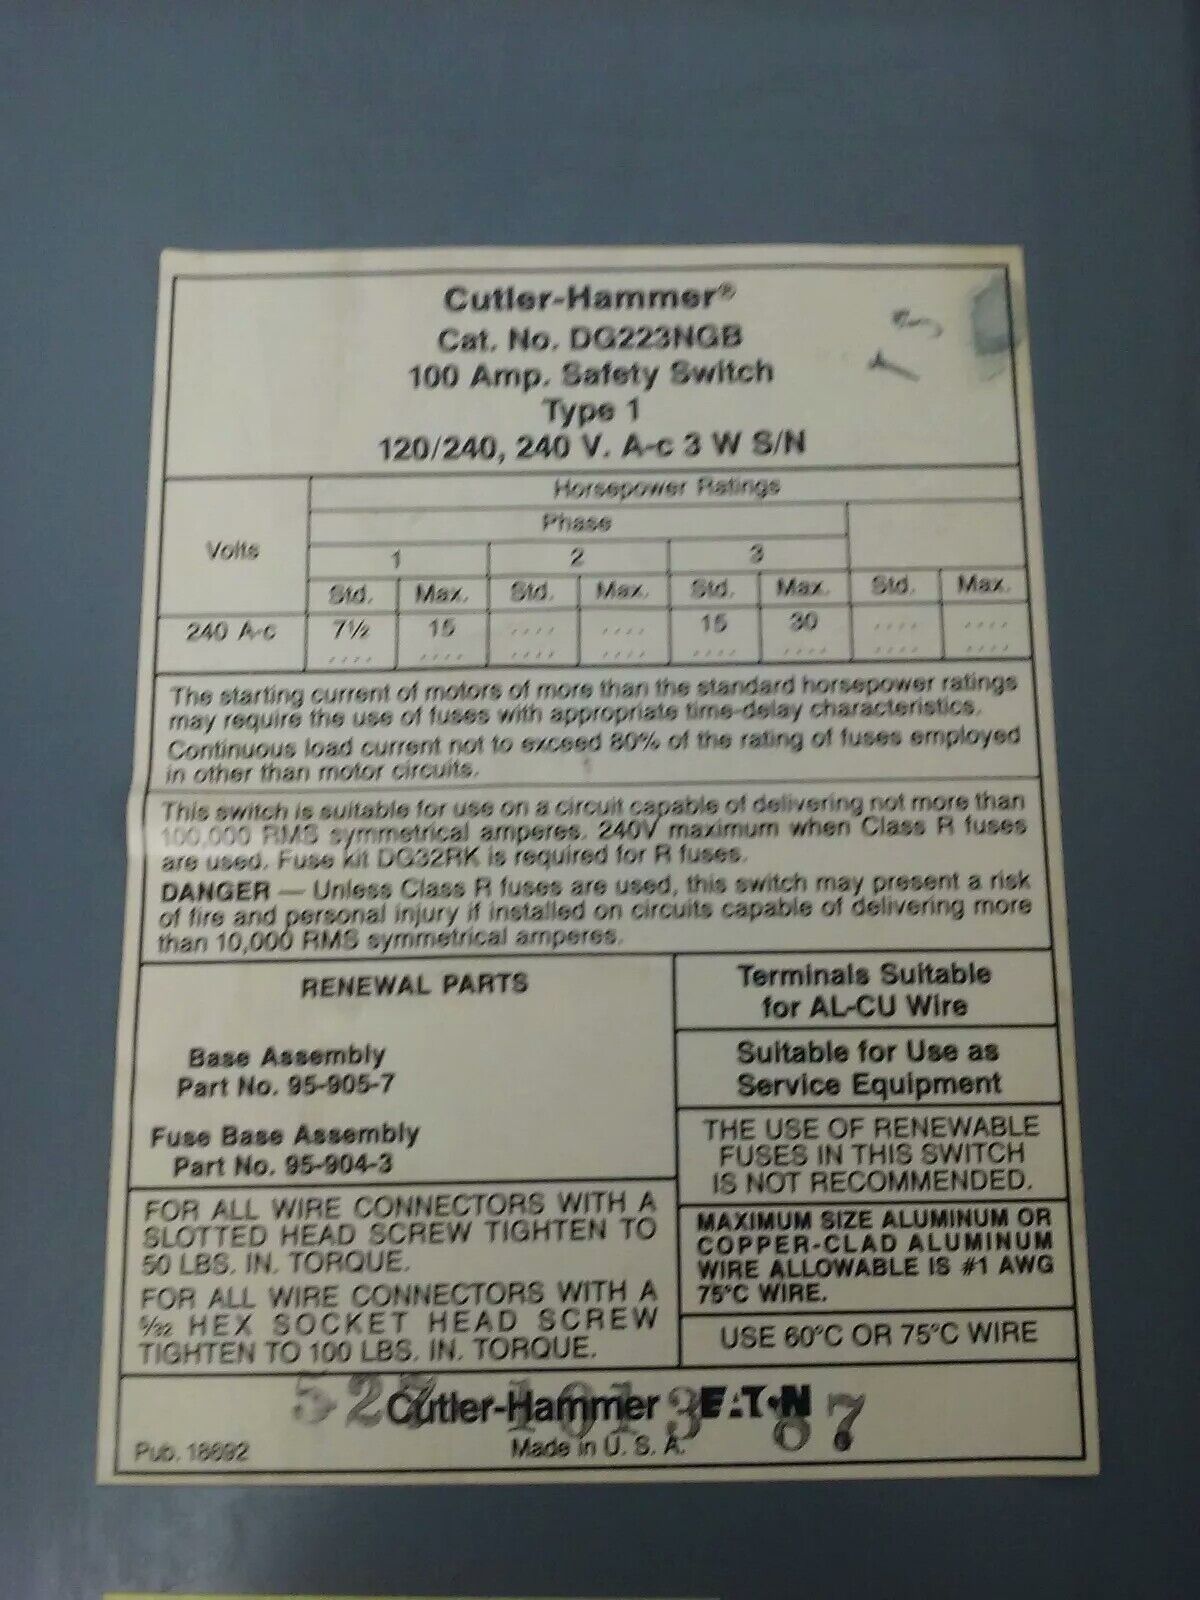 Cutler-Hammer®
Cat. No. DG223NGB
100 Amp. Safety Switch
Type 1
120/240, 240 V. A-c 3 W S/N
Horsepower Ratings
Phase
Volts
1 2 3
Std. Max. Std. Max. Std. Max. Std. Max.
240 A-c 7½ 15 .... .... 15 30 .... ....
.... .... .... .... .... .... .... ....
The starting current of motors of more than the standard horsepower ratings
may require the use of fuses with appropriate time-delay characteristics.
Continuous load current not to exceed 80% of the rating of fuses employed
in other than motor circuits.
This switch is suitable for use on a circuit capable of delivering not more than
100,000 RMS symmetrical amperes. 240V maximum when Class R fuses
are used. Fuse kit DG32RK is required for R fuses.
DANGER — Unless Class R fuses are used, this switch may present a risk
of fire and personal injury if installed on circuits capable of delivering more
than 10,000 RMS symmetrical amperes.
RENEWAL PARTS
Base Assembly
Part No. 95-905-7
Fuse Base Assembly
Part No. 95-904-3
FOR ALL WIRE CONNECTORS WITH A
SLOTTED HEAD SCREW TIGHTEN TO
50 LBS. IN. TORQUE.
FOR ALL WIRE CONNECTORS WITH A
5/32 HEX SOCKET HEAD SCREW
TIGHTEN TO 100 LBS. IN. TORQUE.
Terminals Suitable
for AL-CU Wire
Suitable for Use as
Service Equipment
THE USE OF RENEWABLE
FUSES IN THIS SWITCH
IS NOT RECOMMENDED.
MAXIMUM SIZE ALUMINUM OR
COPPER-CLAD ALUMINUM
WIRE ALLOWABLE IS #1 AWG
75°C WIRE.
USE 60°C OR 75°C WIRE
527 1013 87
Cutler-Hammer EATON
Pub. 18692
Made in U. S. A.